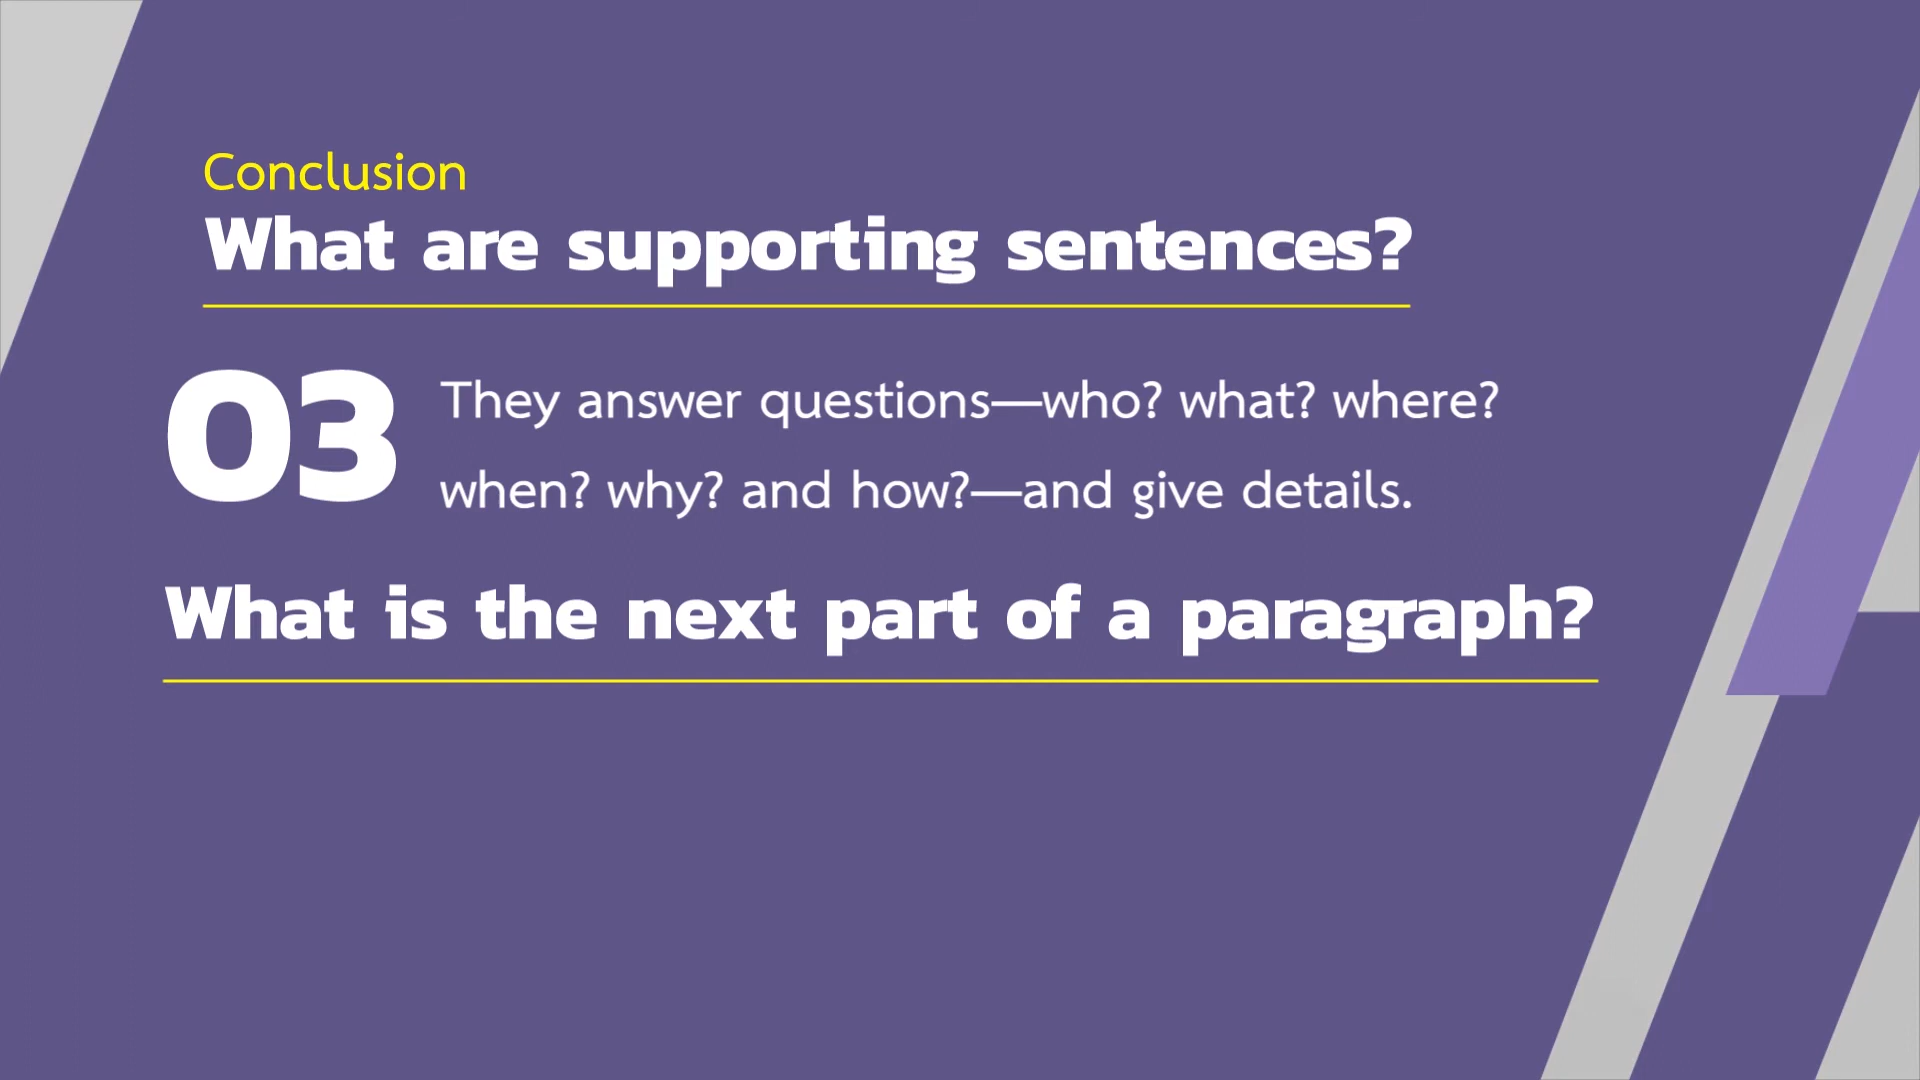 Conclusion
What are supporting sentences?
03
They answer questions—who? what? where?
when? why? and how?—and give details.
What is the next part of a paragraph?